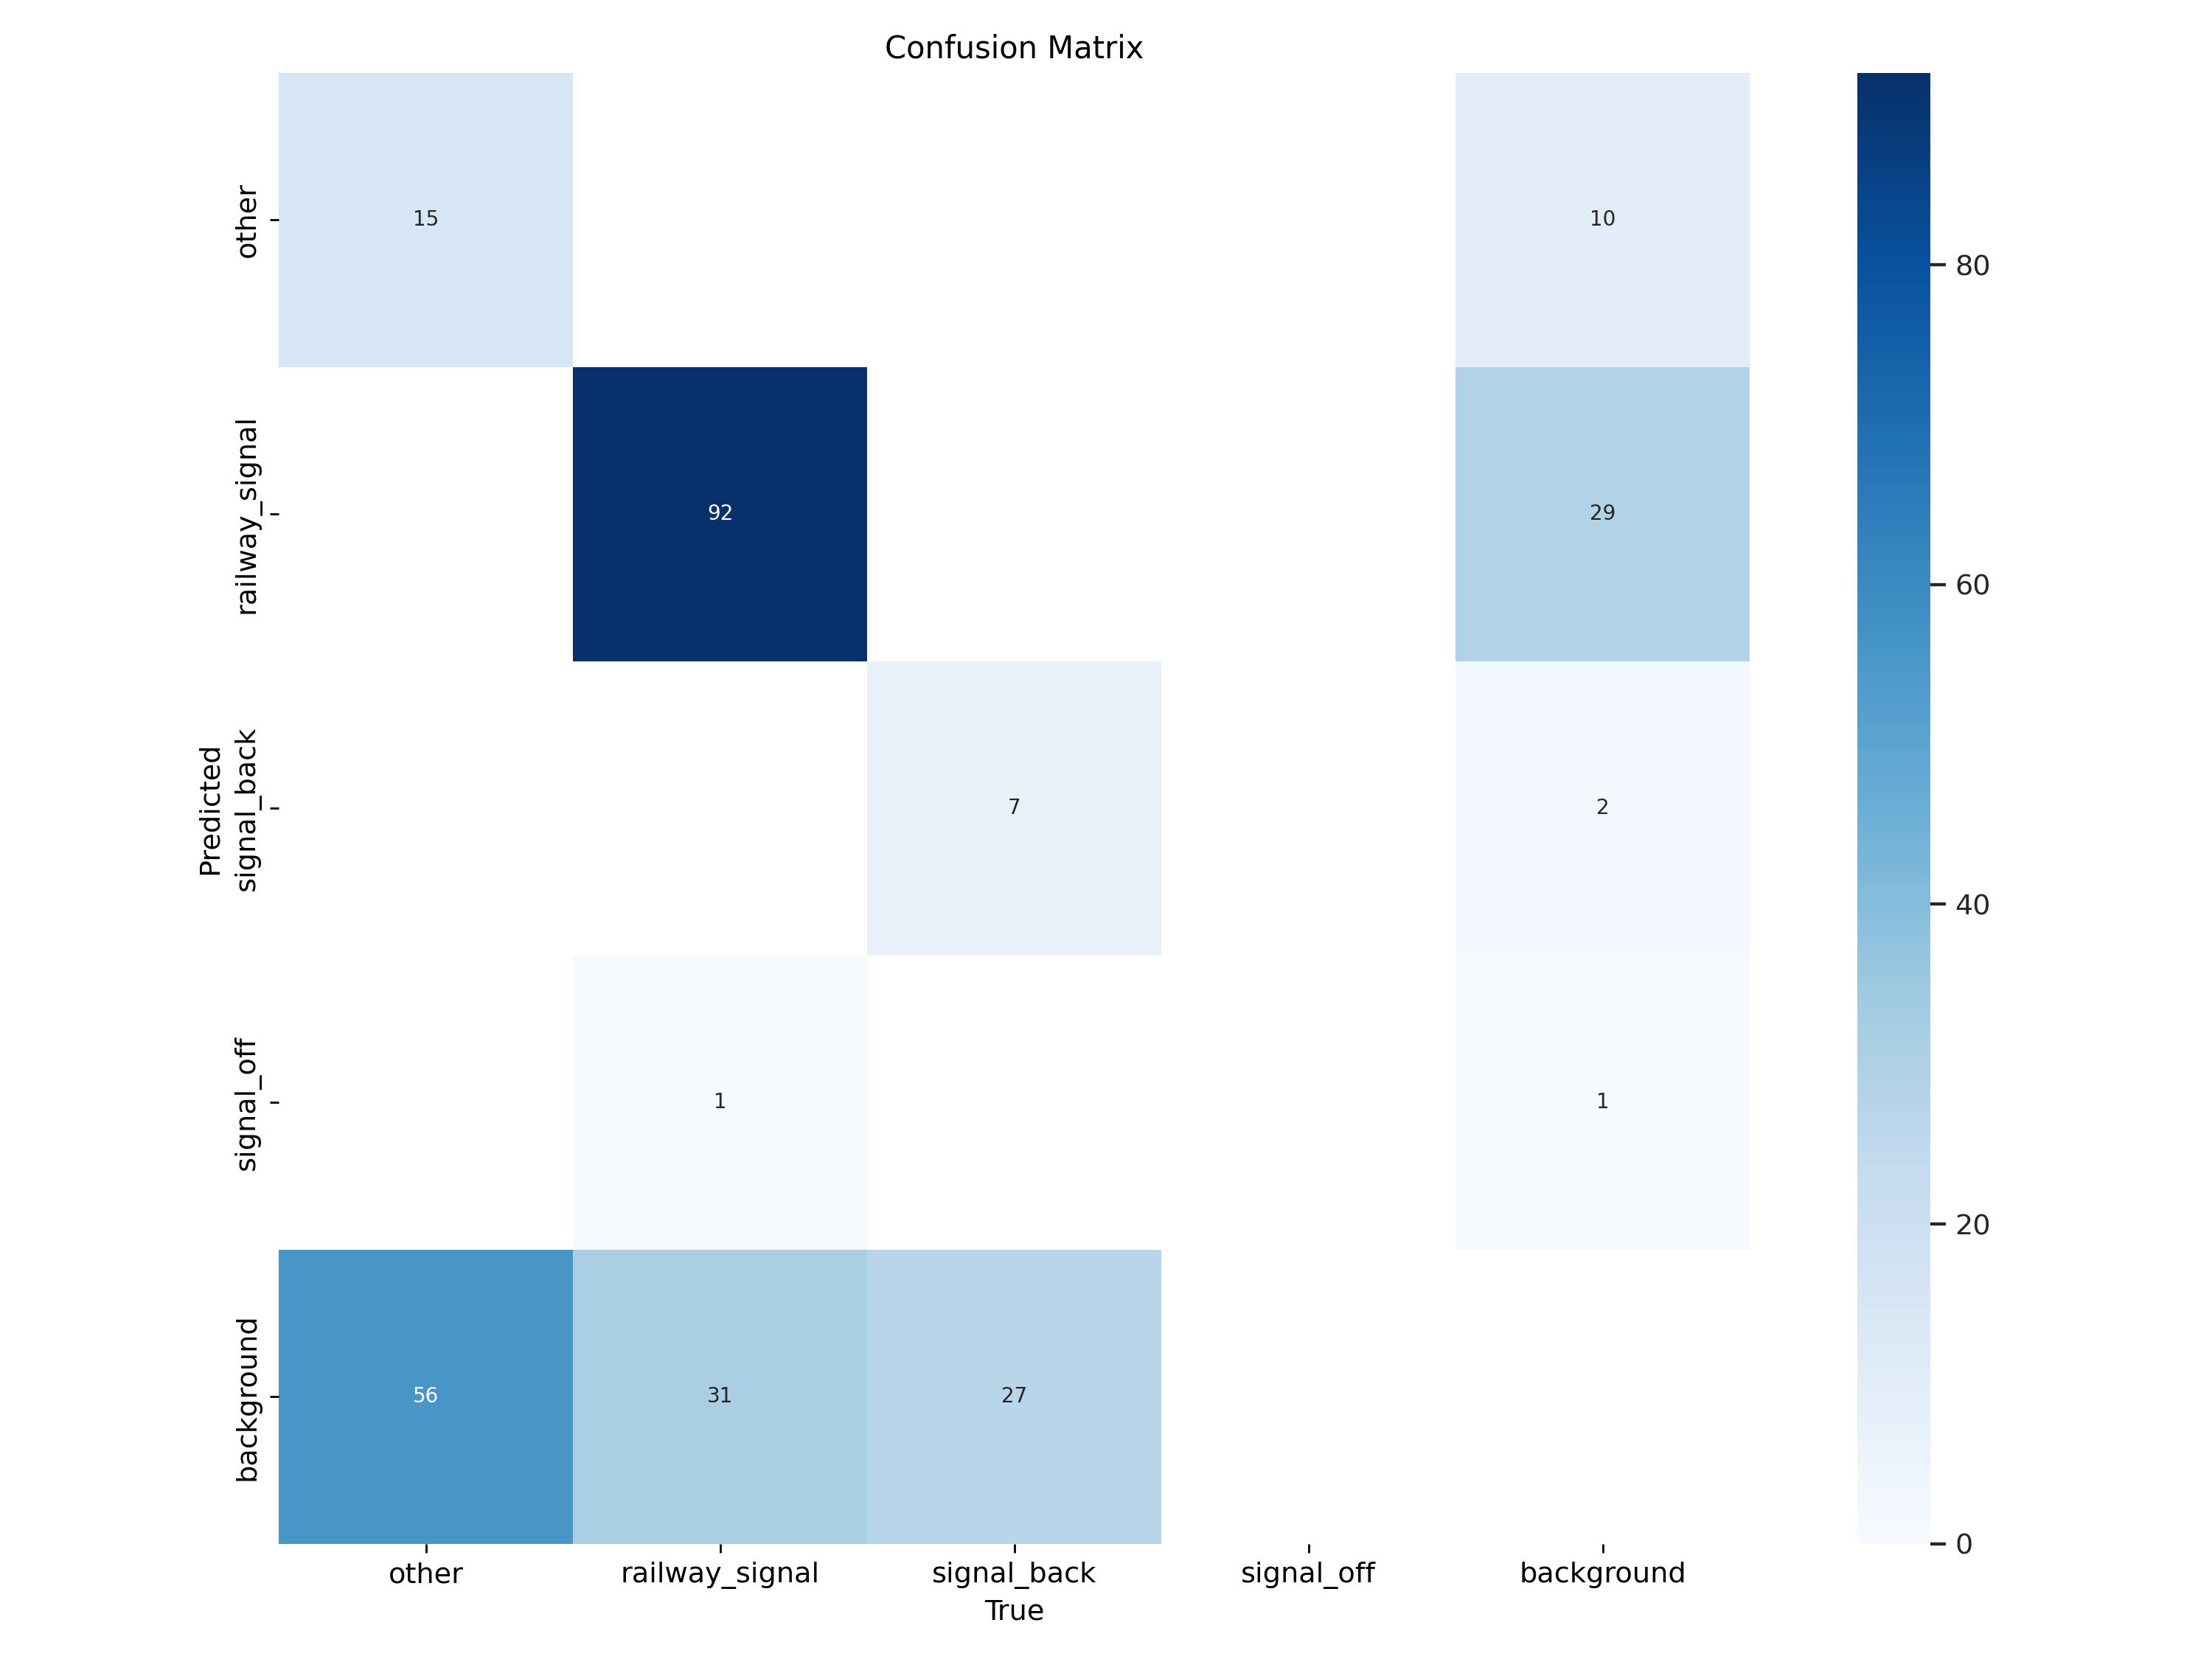 Confusion Matrix
other
15
10
80
railway_signal
92
29
60
Predicted
signal_back
7
2
40
signal_off
1
1
20
background
56
31
27
0
other
railway_signal
signal_back
signal_off
background
True